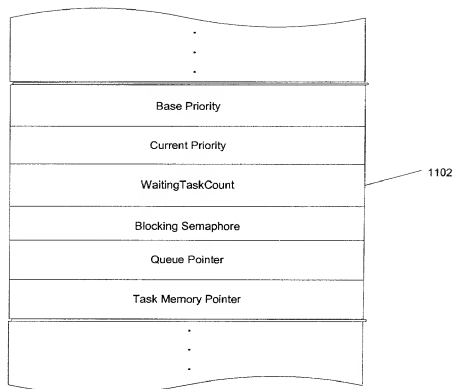 Base Priority
Current Priority
WaitingTaskCount
1102
Blocking Semaphore
Queue Pointer
Task Memory Pointer